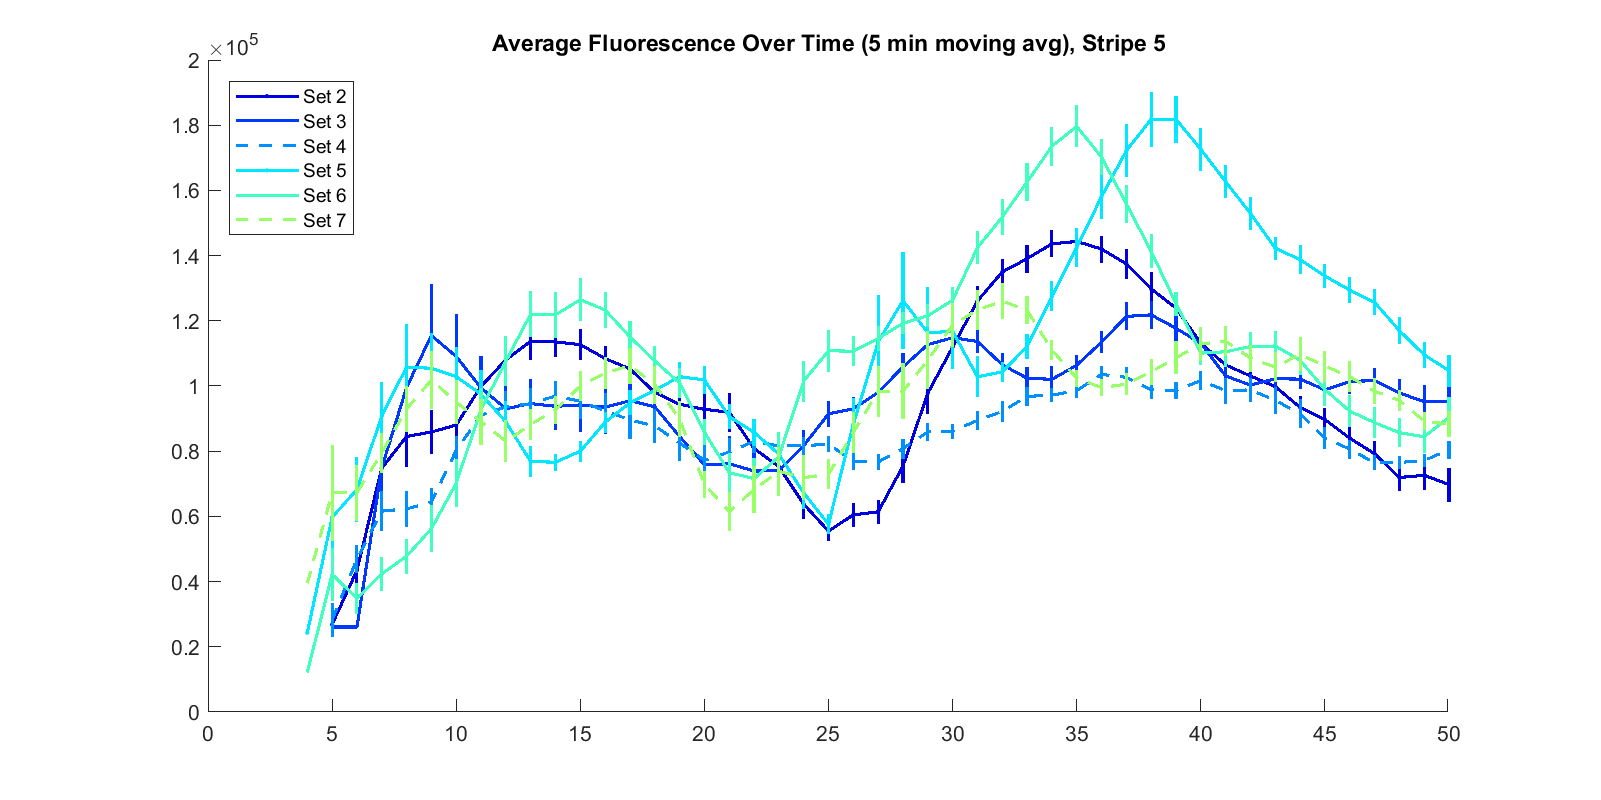 Average Fluorescence Over Time (5 min moving avg), Stripe 5
×10⁵
2
1.8
1.6
1.4
1.2
1
0.8
0.6
0.4
0.2
0
Set 2
Set 3
Set 4
Set 5
Set 6
Set 7
0 5 10 15 20 25 30 35 40 45 50